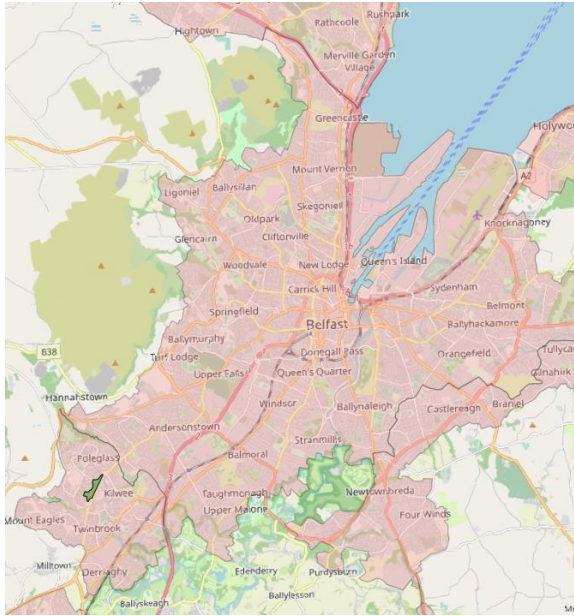 Rushpark
Rathcoole
Hightown
Merville Garden
Village
Greencastle
Holywo
Mount Vernon
A2
Ballysillan
Ligoniel
Skegoniel
Oldpark
Knocknagoney
Cliftonville
Glencairn
Woodvale
New Lodge
Queen's Island
Carrick Hill
Sydenham
Springfield
Belmont
Belfast
Ballyhackamore
Ballymurphy
Tullycar
B38
Turf Lodge
Donegall Pass
Orangefield
Upper Falls
Queen's Quarter
Gilnahirk
Hannahstown
Windsor
Ballynafeigh
Castlereagh
Braniel
Andersonstown
Stranmillis
Poleglass
Balmoral
Kilwee
Taughmonagh
Newtownbreda
Upper Malone
Mount Eagles
Four Winds
Twinbrook
Milltown
Derriaghy
Edenderry
Purdysburn
Ballyskeagh
Ballylesson